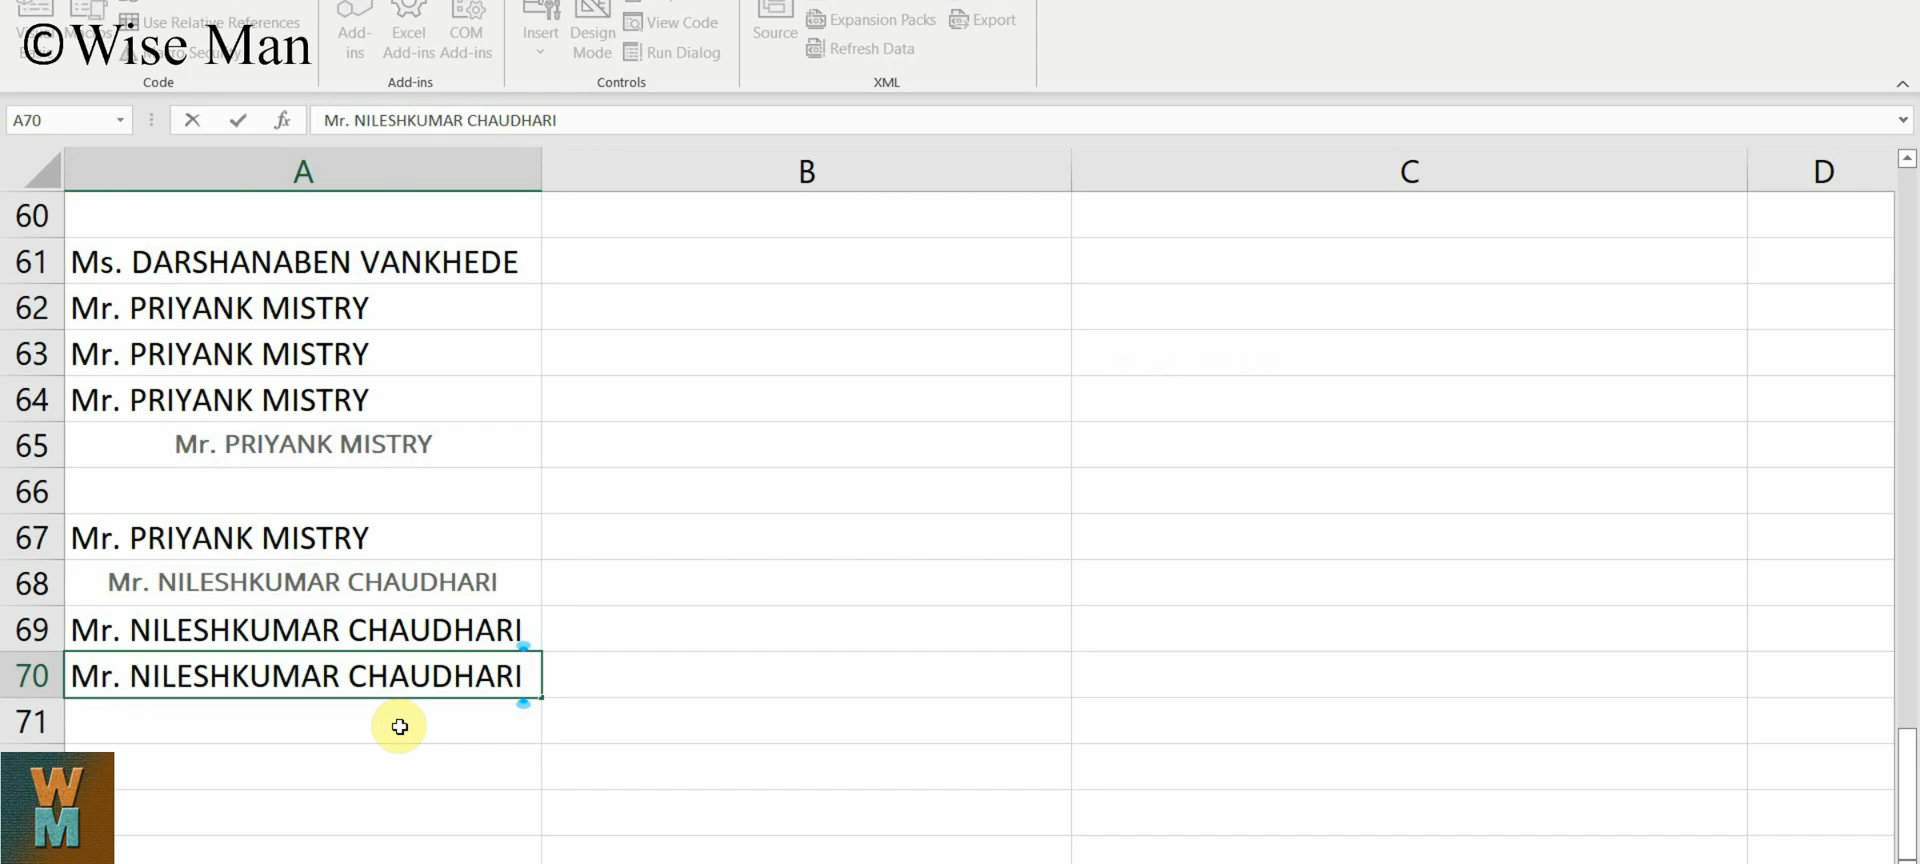 Use Relative References
©Wise Man
Code
Add-ins
Excel Add-ins
COM Add-ins
Add-ins
Insert
Design Mode
View Code
Run Dialog
Controls
Source
Expansion Packs
Export
Refresh Data
XML
A70
fx
Mr. NILESHKUMAR CHAUDHARI
A B C D
60
61 Ms. DARSHANABEN VANKHEDE
62 Mr. PRIYANK MISTRY
63 Mr. PRIYANK MISTRY
64 Mr. PRIYANK MISTRY
65 Mr. PRIYANK MISTRY
66
67 Mr. PRIYANK MISTRY
68 Mr. NILESHKUMAR CHAUDHARI
69 Mr. NILESHKUMAR CHAUDHARI
70 Mr. NILESHKUMAR CHAUDHARI
71
W
M